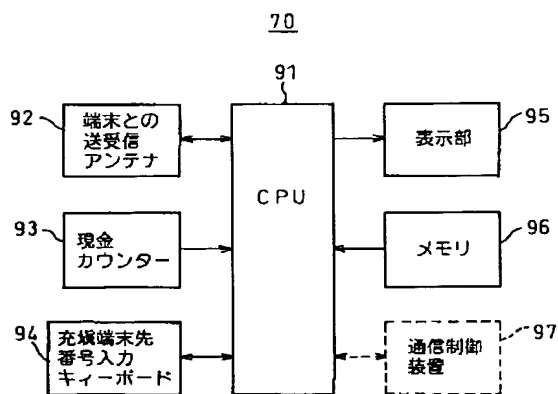 70
91
92
端末との
送受信
アンテナ
93
現金
カウンター
94
充塡端末先
番号入力
キィーボード
CPU
95
表示部
96
メモリ
97
通信制御
装置